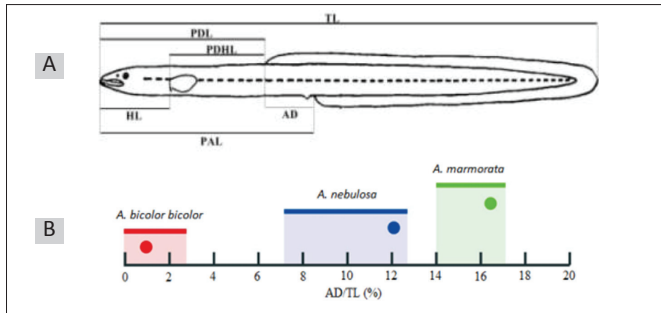 TL
PDL
PDHL
A
HL
AD
PAL
A. marmorata
A. nebulosa
A. bicolor bicolor
B
0 2 4 6 8 10 12 14 16 18 20
AD/TL (%)